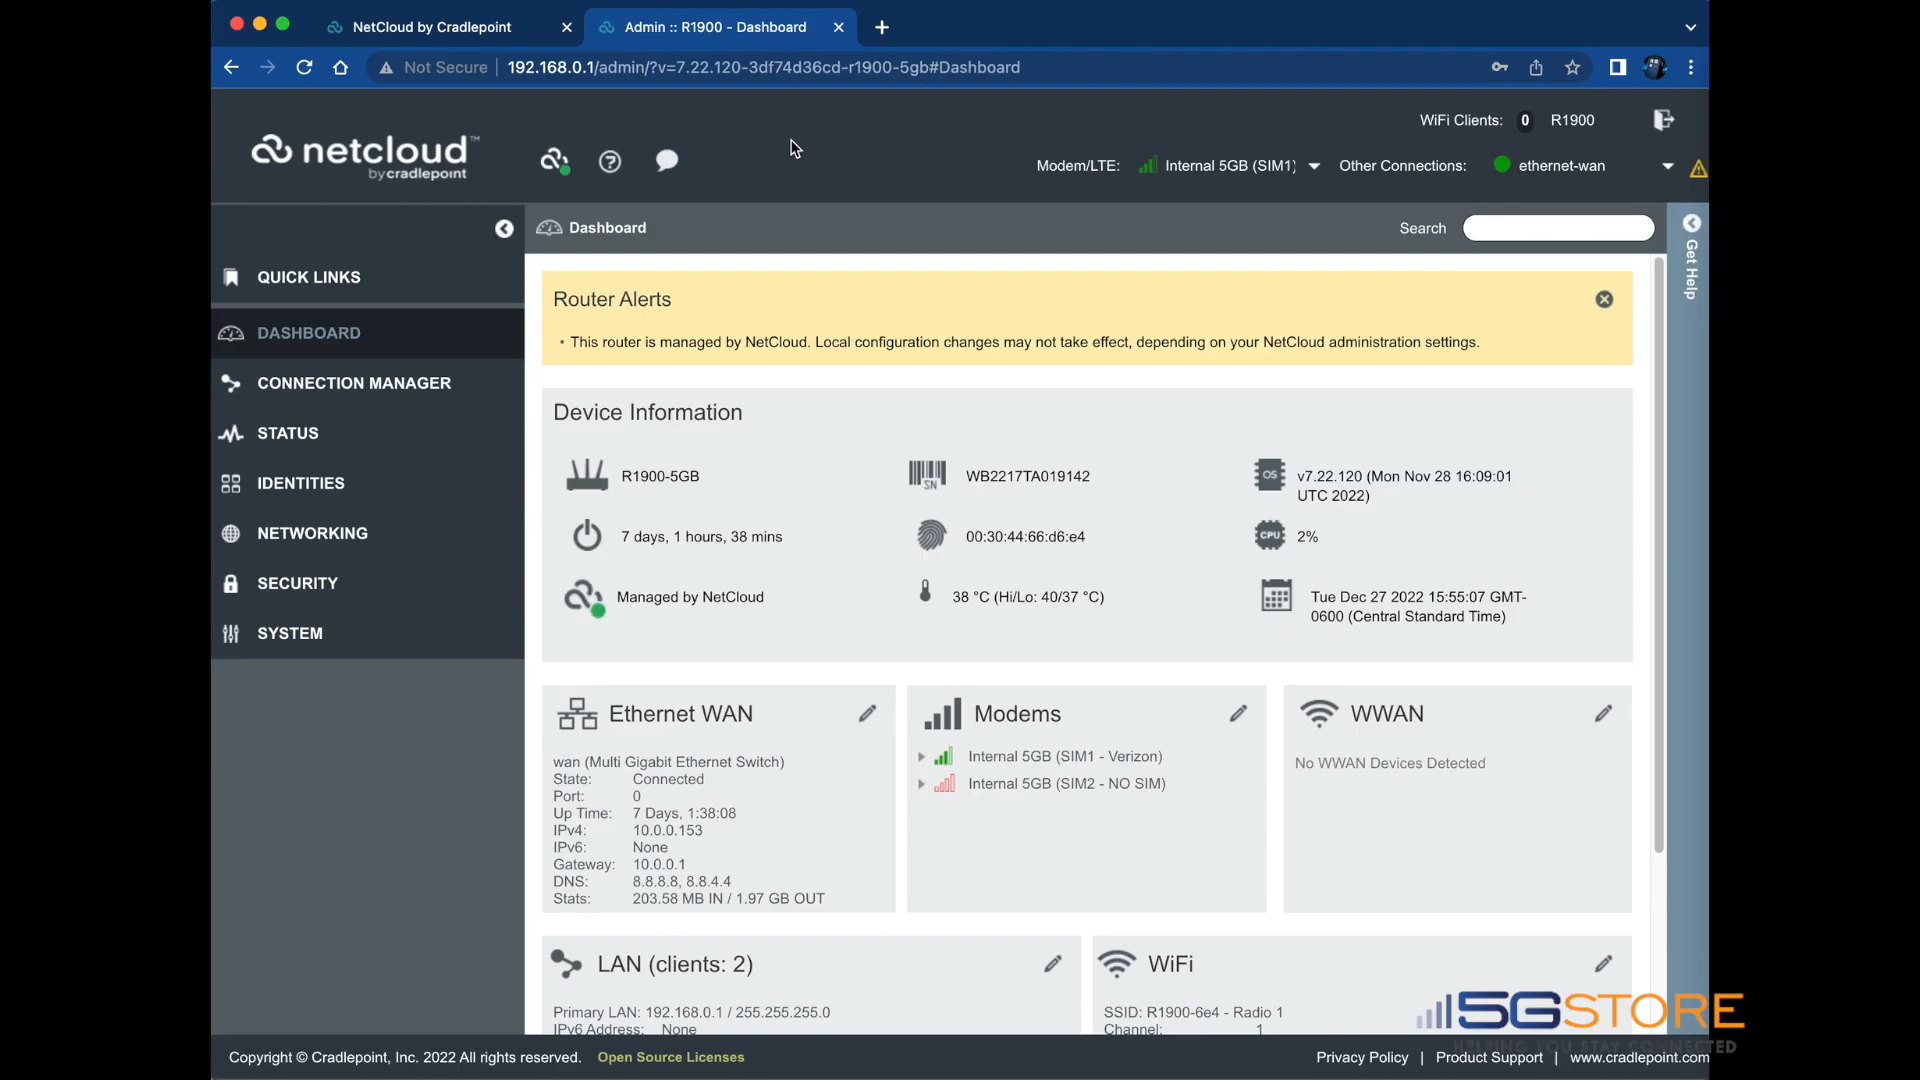 NetCloud by Cradlepoint
Admin :: R1900 - Dashboard
Not Secure
192.168.0.1/admin/?v=7.22.120-3df74d36cd-r1900-5gb#Dashboard
netcloud™
bycradlepoint
WiFi Clients: 0 R1900
Modem/LTE: Internal 5GB (SIM1) Other Connections: ethernet-wan
Dashboard
Search
Get Help
QUICK LINKS
DASHBOARD
CONNECTION MANAGER
STATUS
IDENTITIES
NETWORKING
SECURITY
SYSTEM
Router Alerts
• This router is managed by NetCloud. Local configuration changes may not take effect, depending on your NetCloud administration settings.
Device Information
R1900-5GB
SN
WB2217TA019142
OS
v7.22.120 (Mon Nov 28 16:09:01
UTC 2022)
7 days, 1 hours, 38 mins
00:30:44:66:d6:e4
CPU
2%
Managed by NetCloud
38 °C (Hi/Lo: 40/37 °C)
Tue Dec 27 2022 15:55:07 GMT-
0600 (Central Standard Time)
Ethernet WAN
wan (Multi Gigabit Ethernet Switch)
State: Connected
Port: 0
Up Time: 7 Days, 1:38:08
IPv4: 10.0.0.153
IPv6: None
Gateway: 10.0.0.1
DNS: 8.8.8.8, 8.8.4.4
Stats: 203.58 MB IN / 1.97 GB OUT
Modems
Internal 5GB (SIM1 - Verizon)
Internal 5GB (SIM2 - NO SIM)
WWAN
No WWAN Devices Detected
LAN (clients: 2)
Primary LAN: 192.168.0.1 / 255.255.255.0
IPv6 Address: None
WiFi
SSID: R1900-6e4 - Radio 1
Channel: 1
5GSTORE
HELPING YOU STAY CONNECTED
Copyright © Cradlepoint, Inc. 2022 All rights reserved. Open Source Licenses
Privacy Policy | Product Support | www.cradlepoint.com